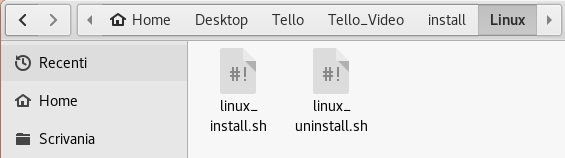 Home Desktop Tello Tello_Video install Linux
Recenti
Home
Scrivania
#! #!
linux_ linux_
install.sh uninstall.sh